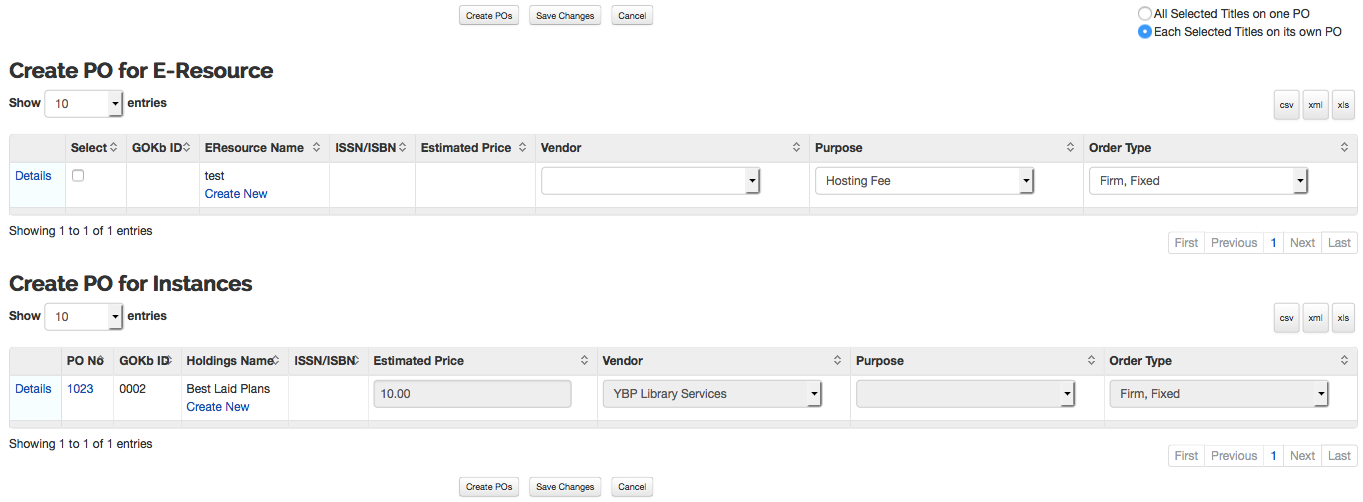 Create POs Save Changes Cancel
All Selected Titles on one PO
Each Selected Titles on its own PO
Create PO for E-Resource
Show 10 entries
csv xml xls
Select GOKb ID EResource Name ISSN/ISBN Estimated Price Vendor Purpose Order Type
Details test Hosting Fee Firm, Fixed
Create New
Showing 1 to 1 of 1 entries
First Previous 1 Next Last
Create PO for Instances
Show 10 entries
csv xml xls
PO No GOKb ID Holdings Name ISSN/ISBN Estimated Price Vendor Purpose Order Type
Details 1023 0002 Best Laid Plans 10.00 YBP Library Services Firm, Fixed
Create New
Showing 1 to 1 of 1 entries
First Previous 1 Next Last
Create POs Save Changes Cancel